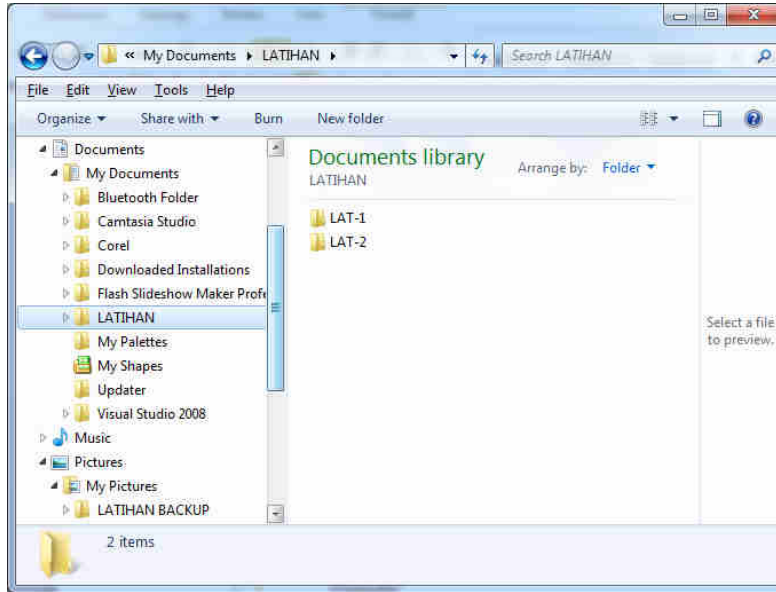 « My Documents ▸ LATIHAN ▸
Search LATIHAN
File Edit View Tools Help
Organize Share with Burn New folder
Documents
My Documents
Bluetooth Folder
Camtasia Studio
Corel
Downloaded Installations
Flash Slideshow Maker Profe
LATIHAN
My Palettes
My Shapes
Updater
Visual Studio 2008
Music
Pictures
My Pictures
LATIHAN BACKUP
Documents library
LATIHAN
Arrange by: Folder
LAT-1
LAT-2
Select a file
to preview.
2 items